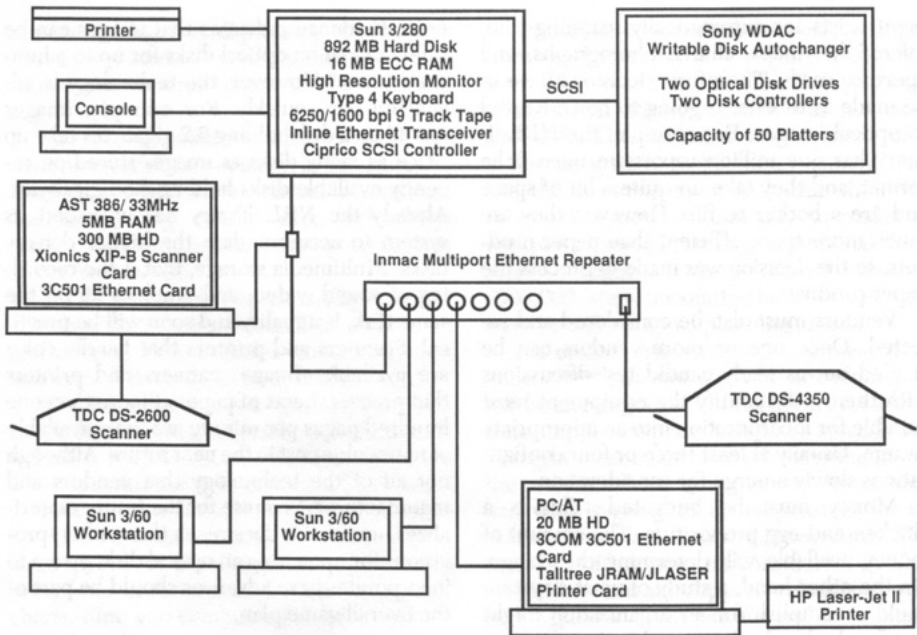 Printer
Console
Sun 3/280
892 MB Hard Disk
16 MB ECC RAM
High Resolution Monitor
Type 4 Keyboard
6250/1600 bpi 9 Track Tape
Inline Ethernet Transceiver
Ciprico SCSI Controller
SCSI
Sony WDAC
Writable Disk Autochanger
Two Optical Disk Drives
Two Disk Controllers
Capacity of 50 Platters
AST 386/ 33MHz
5MB RAM
300 MB HD
Xionics XIP-B Scanner
Card
3C501 Ethernet Card
Inmac Multiport Ethernet Repeater
TDC DS-2600
Scanner
TDC DS-4350
Scanner
Sun 3/60
Workstation
Sun 3/60
Workstation
PC/AT
20 MB HD
3COM 3C501 Ethernet
Card
Talltree JRAM/JLASER
Printer Card
HP Laser-Jet II
Printer